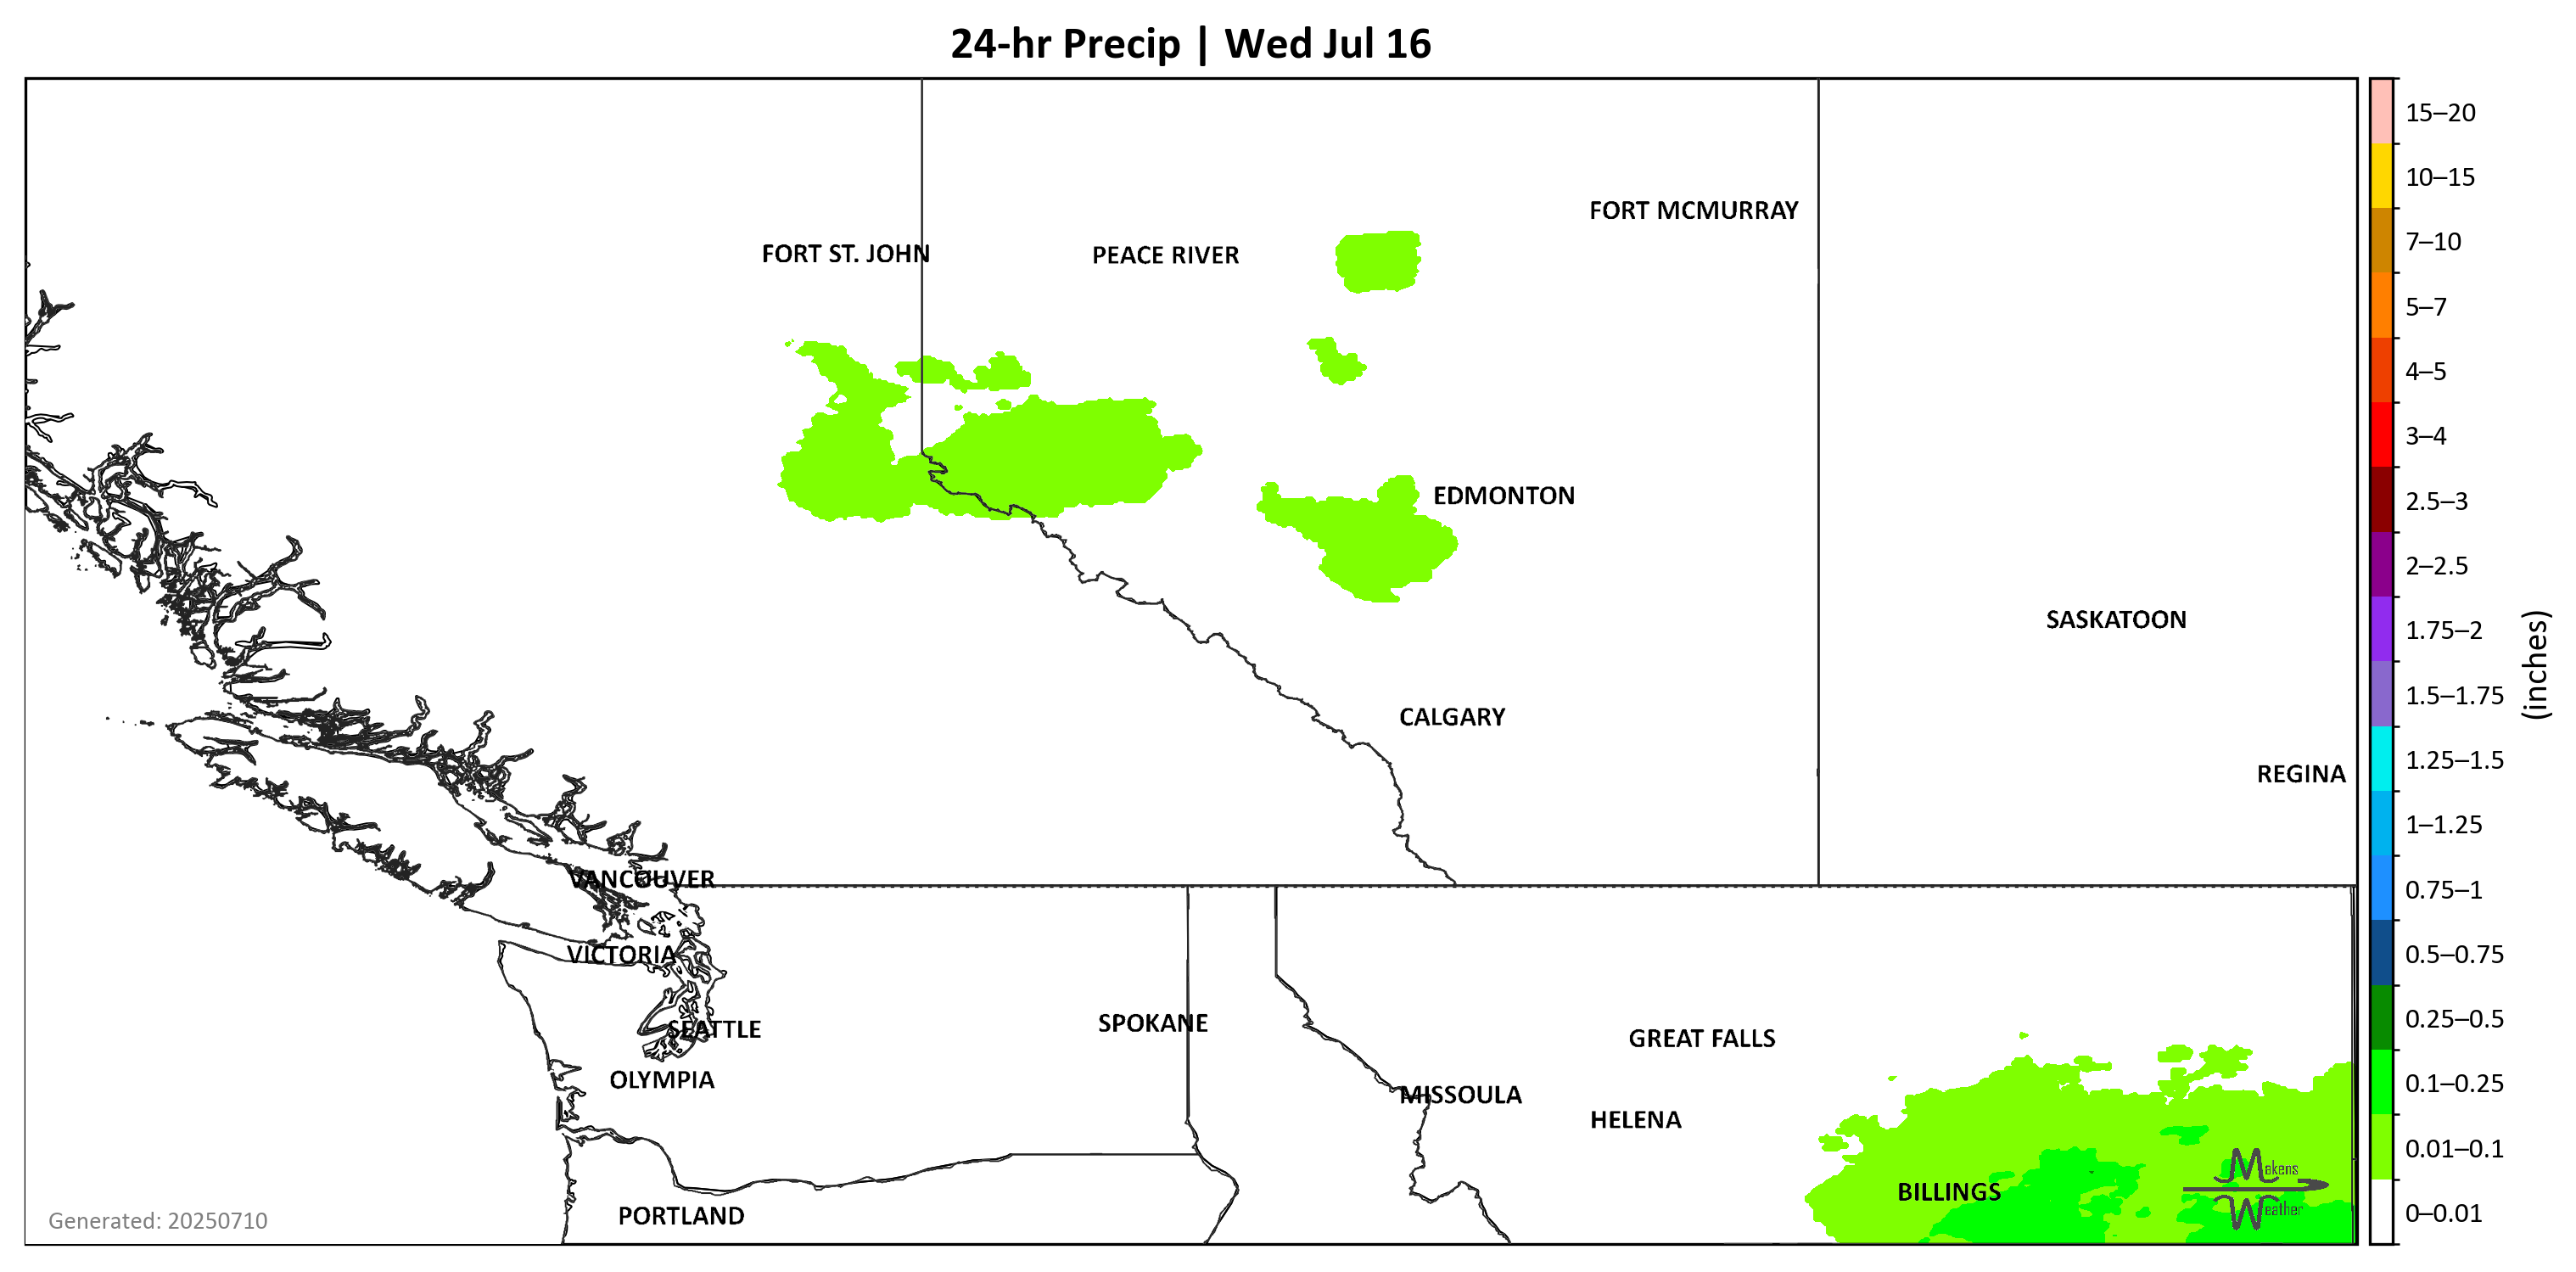 24-hr Precip | Wed Jul 16
FORT MCMURRAY
FORT ST. JOHN
PEACE RIVER
EDMONTON
SASKATOON
CALGARY
REGINA
VANCOUVER
VICTORIA
SEATTLE
SPOKANE
GREAT FALLS
OLYMPIA
MISSOULA
HELENA
BILLINGS
PORTLAND
Makens
Weather
Generated: 20250710
15–20
10–15
7–10
5–7
4–5
3–4
2.5–3
2–2.5
1.75–2
1.5–1.75
1.25–1.5
1–1.25
0.75–1
0.5–0.75
0.25–0.5
0.1–0.25
0.01–0.1
0–0.01
(inches)